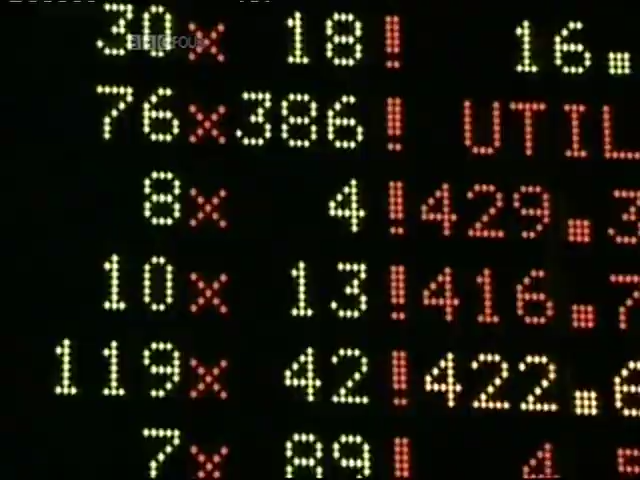 30x 18! 16.
76x386! UTIL
8x 4!429.3
10x 13!416.7
119x 42!422.6
7x 89! 4
BBC FOUR